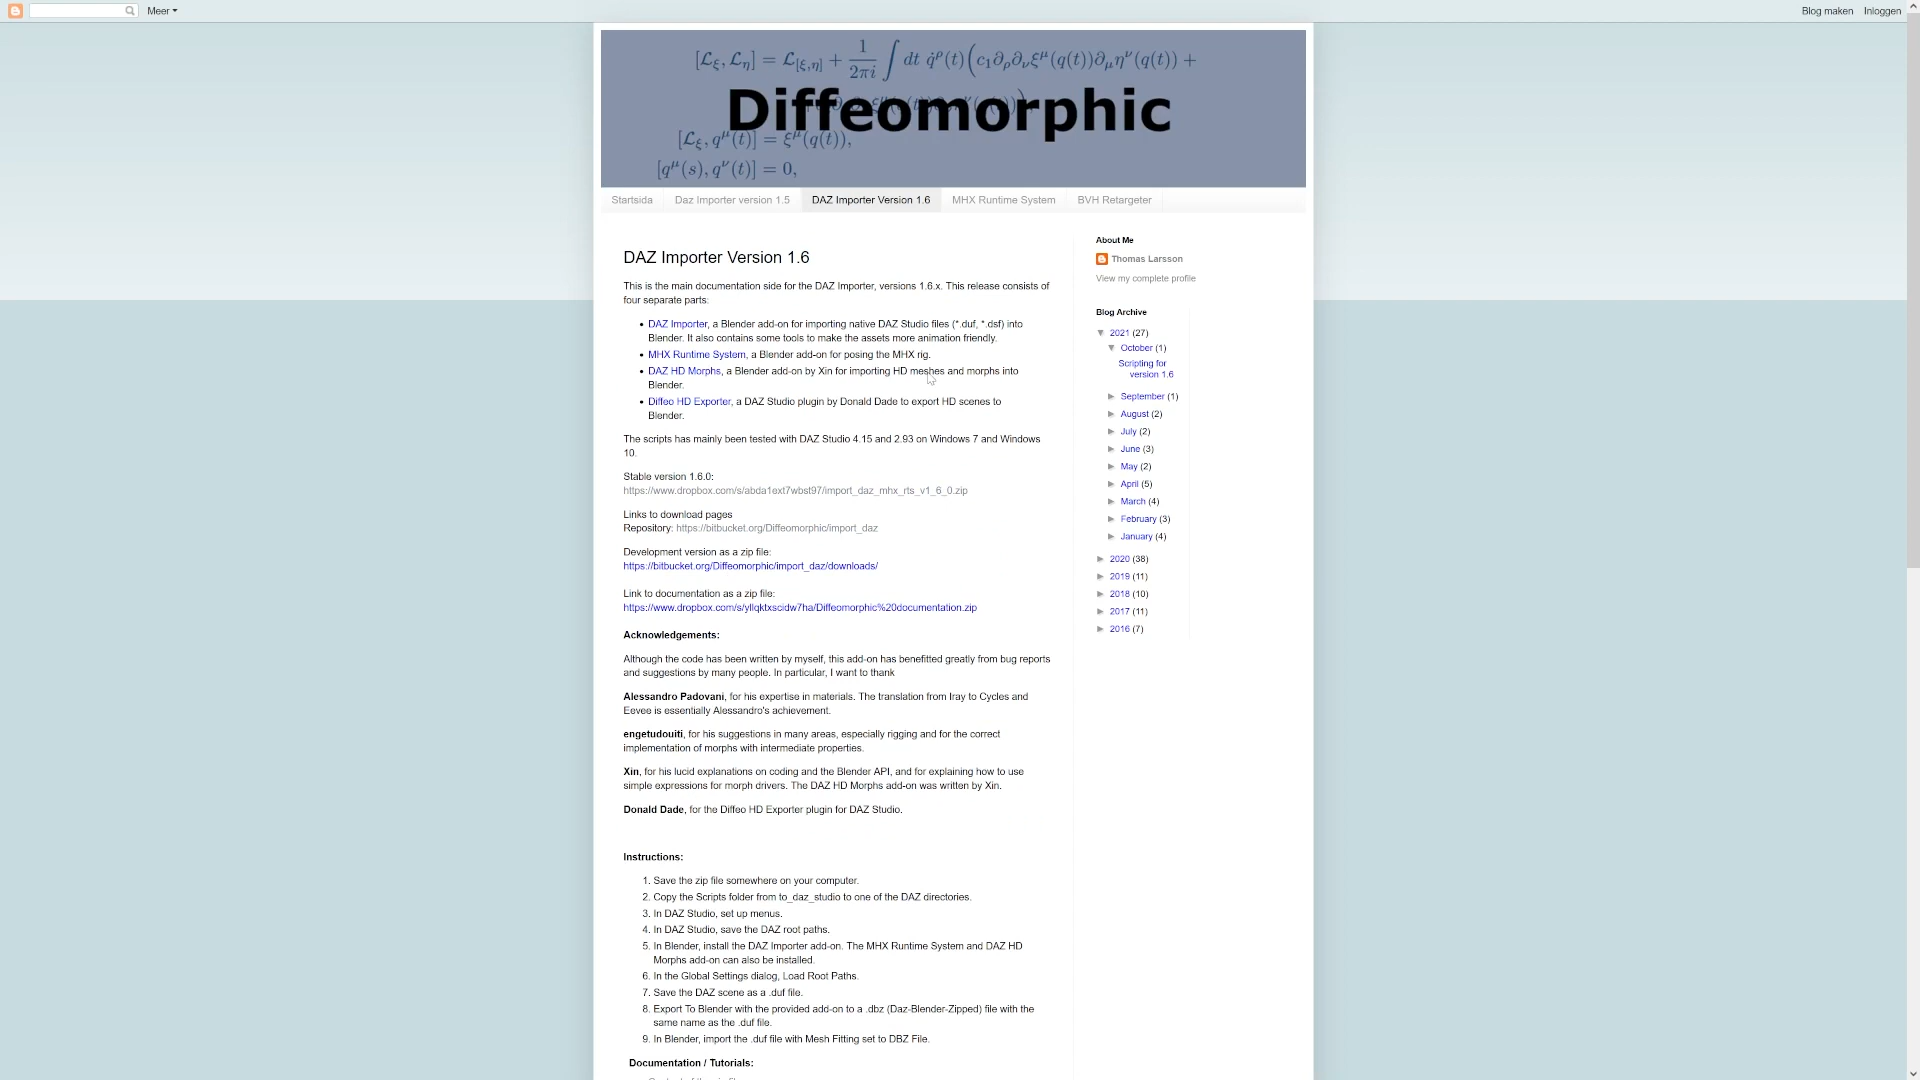 Meer
Blog maken Inloggen
[ℒξ, ℒη] = ℒ[ξ,η] + 1/2πi ∫ dt q̇ρ(t)(c1∂ρ∂νξμ(q(t))∂μην(q(t)) +
Diffeomorphic
[ℒξ, qμ(t)] = ξμ(q(t)),
[qμ(s), qν(t)] = 0,
Startsida Daz Importer version 1.5 DAZ Importer Version 1.6 MHX Runtime System BVH Retargeter
DAZ Importer Version 1.6
This is the main documentation side for the DAZ Importer, versions 1.6.x. This release consists of
four separate parts:
• DAZ Importer, a Blender add-on for importing native DAZ Studio files (*.duf, *.dsf) into
Blender. It also contains some tools to make the assets more animation friendly.
• MHX Runtime System, a Blender add-on for posing the MHX rig.
• DAZ HD Morphs, a Blender add-on by Xin for importing HD meshes and morphs into
Blender.
• Diffeo HD Exporter, a DAZ Studio plugin by Donald Dade to export HD scenes to
Blender.
The scripts has mainly been tested with DAZ Studio 4.15 and 2.93 on Windows 7 and Windows
10.
Stable version 1.6.0:
https://www.dropbox.com/s/abda1ext7wbst97/import_daz_mhx_rts_v1_6_0.zip
Links to download pages
Repository: https://bitbucket.org/Diffeomorphic/import_daz
Development version as a zip file:
https://bitbucket.org/Diffeomorphic/import_daz/downloads/
Link to documentation as a zip file:
https://www.dropbox.com/s/yllqktxscidw7ha/Diffeomorphic%20documentation.zip
Acknowledgements:
Although the code has been written by myself, this add-on has benefitted greatly from bug reports
and suggestions by many people. In particular, I want to thank
Alessandro Padovani, for his expertise in materials. The translation from Iray to Cycles and
Eevee is essentially Alessandro's achievement.
engetudouiti, for his suggestions in many areas, especially rigging and for the correct
implementation of morphs with intermediate properties.
Xin, for his lucid explanations on coding and the Blender API, and for explaining how to use
simple expressions for morph drivers. The DAZ HD Morphs add-on was written by Xin.
Donald Dade, for the Diffeo HD Exporter plugin for DAZ Studio.
Instructions:
1. Save the zip file somewhere on your computer.
2. Copy the Scripts folder from to_daz_studio to one of the DAZ directories.
3. In DAZ Studio, set up menus.
4. In DAZ Studio, save the DAZ root paths.
5. In Blender, install the DAZ Importer add-on. The MHX Runtime System and DAZ HD
Morphs add-on can also be installed.
6. In the Global Settings dialog, Load Root Paths.
7. Save the DAZ scene as a .duf file.
8. Export To Blender with the provided add-on to a .dbz (Daz-Blender-Zipped) file with the
same name as the .duf file.
9. In Blender, import the .duf file with Mesh Fitting set to DBZ File.
Documentation / Tutorials:
About Me
Thomas Larsson
View my complete profile
Blog Archive
▼ 2021 (27)
▼ October (1)
Scripting for
version 1.6
► September (1)
► August (2)
► July (2)
► June (3)
► May (2)
► April (5)
► March (4)
► February (3)
► January (4)
► 2020 (38)
► 2019 (11)
► 2018 (10)
► 2017 (11)
► 2016 (7)